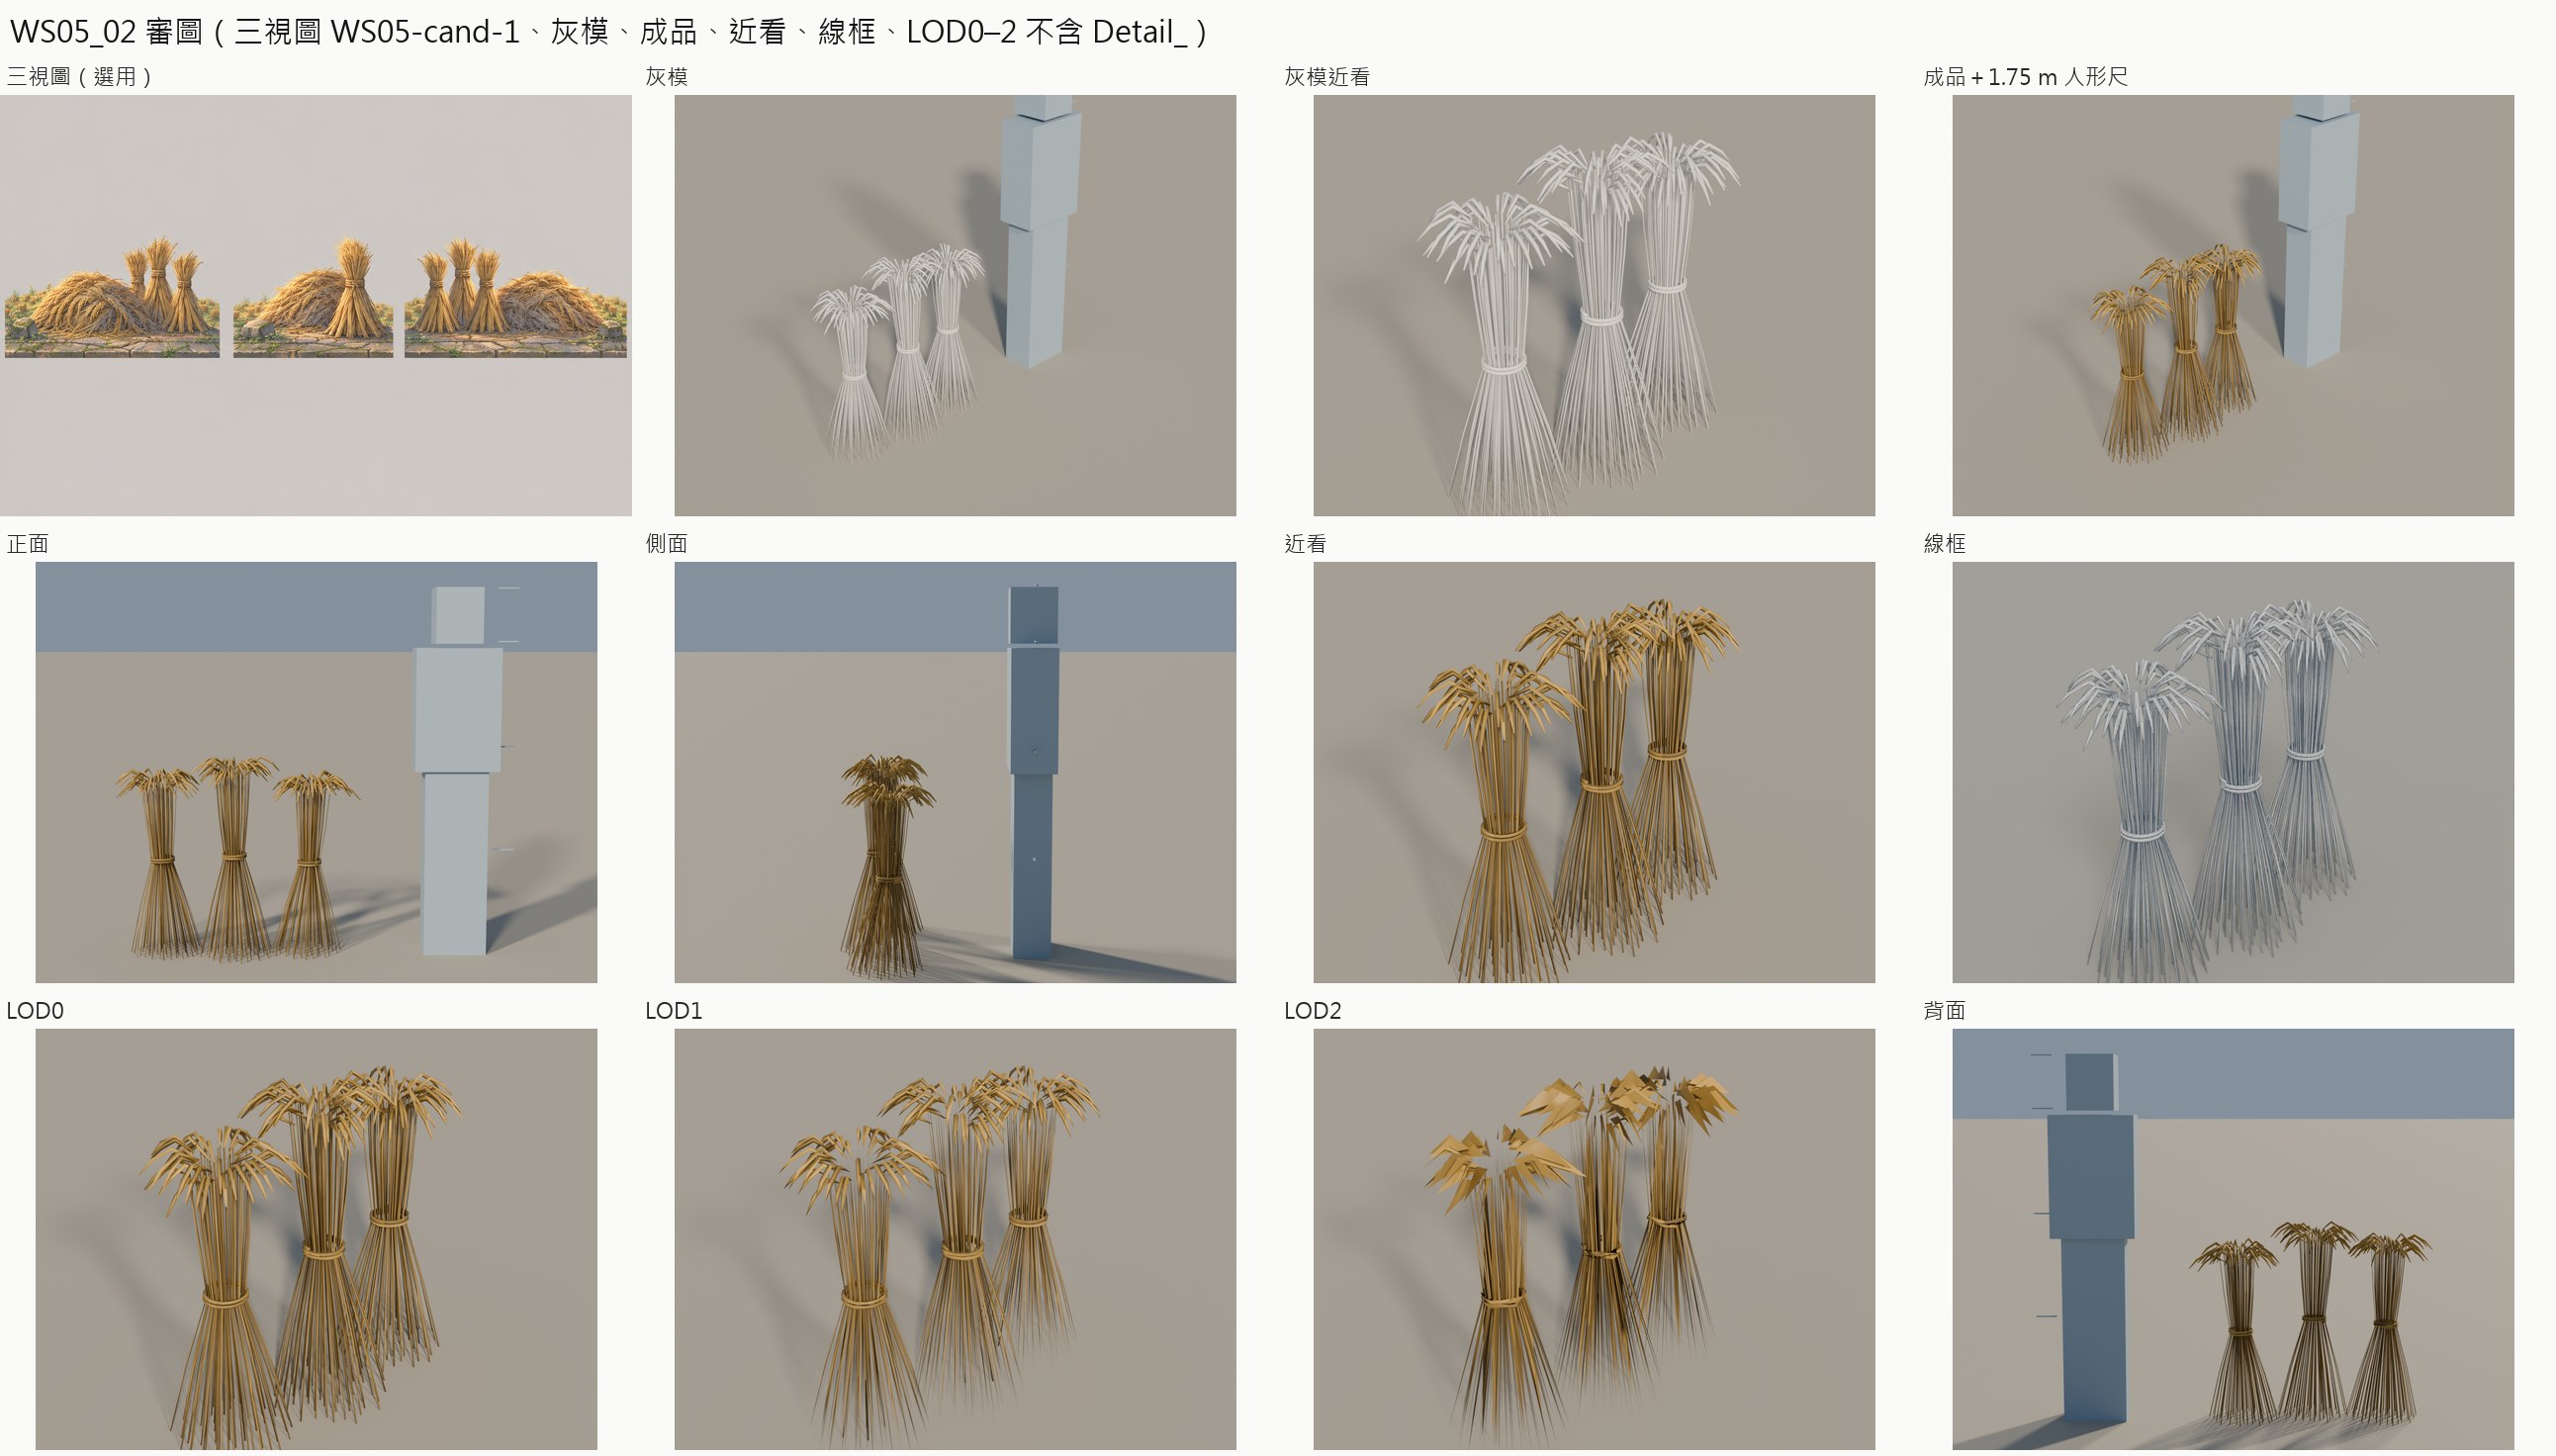 WS05_02 審圖（三視圖 WS05-cand-1、灰模、成品、近看、線框、LOD0–2 不含 Detail_）
三視圖（選用）
灰模
灰模近看
成品＋1.75 m 人形尺
正面
側面
近看
線框
LOD0
LOD1
LOD2
背面